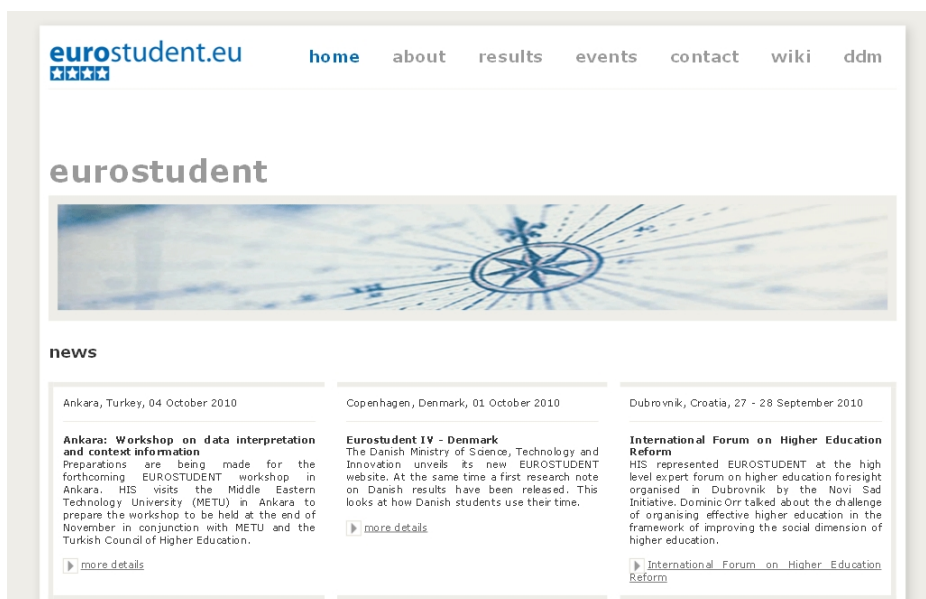 eurostudent.eu
home about results events contact wiki ddm
eurostudent
news
Ankara, Turkey, 04 October 2010
Ankara: Workshop on data interpretation
and context information
Preparations are being made for the
forthcoming EUROSTUDENT workshop in
Ankara. HIS visits the Middle Eastern
Technology University (METU) in Ankara to
prepare the workshop to be held at the end of
November in conjunction with METU and the
Turkish Council of Higher Education.
more details
Copenhagen, Denmark, 01 October 2010
Eurostudent IV - Denmark
The Danish Ministry of Science, Technology and
Innovation unveils its new EUROSTUDENT
website. At the same time a first research note
on Danish results have been released. This
looks at how Danish students use their time.
more details
Dubrovnik, Croatia, 27 - 28 September 2010
International Forum on Higher Education
Reform
HIS represented EUROSTUDENT at the high
level expert forum on higher education foresight
organised in Dubrovnik by the Novi Sad
Initiative. Dominic Orr talked about the challenge
of organising effective higher education in the
framework of improving the social dimension of
higher education.
International Forum on Higher Education
Reform